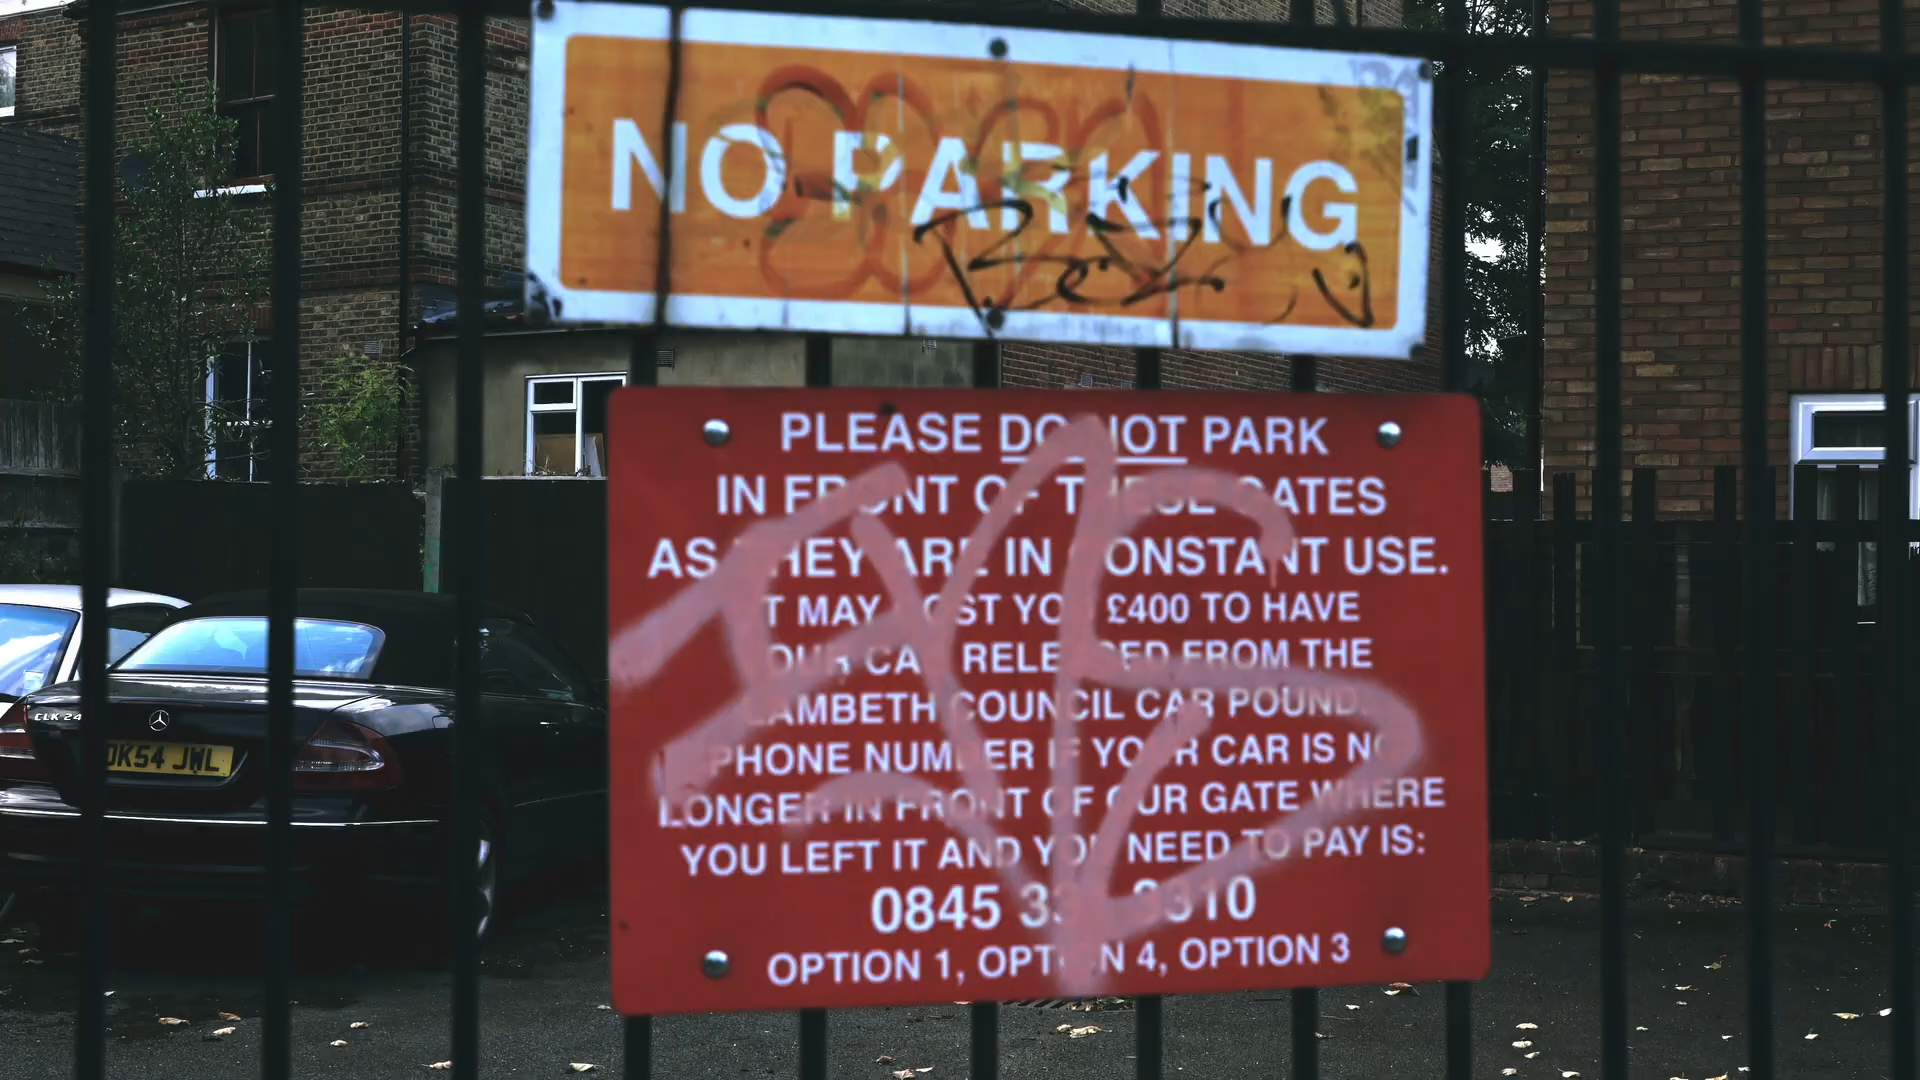 NO PARKING
PLEASE DO NOT PARK
IN FRONT OF THESE GATES
AS THEY ARE IN CONSTANT USE.
IT MAY COST YOU £400 TO HAVE
YOUR CAR RELEASED FROM THE
LAMBETH COUNCIL CAR POUND.
PHONE NUMBER IF YOUR CAR IS NO
LONGER IN FRONT OF OUR GATE WHERE
YOU LEFT IT AND YOU NEED TO PAY IS:
0845
OPTION 1, OPTION 4, OPTION 3
CLK 24
OK54 JWL